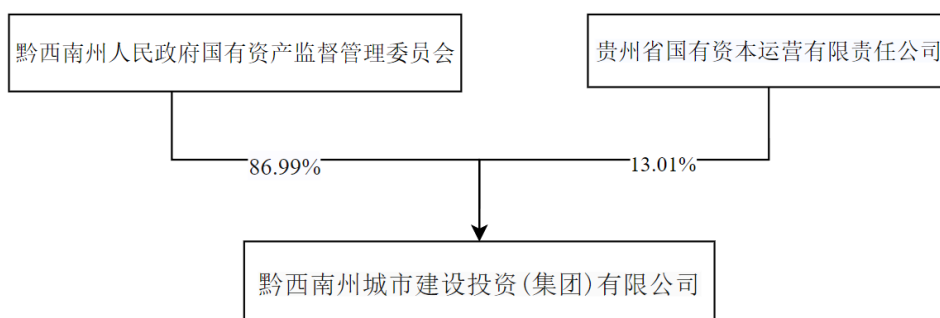 黔西南州人民政府国有资产监督管理委员会
贵州省国有资本运营有限责任公司
86.99%
13.01%
黔西南州城市建设投资(集团)有限公司